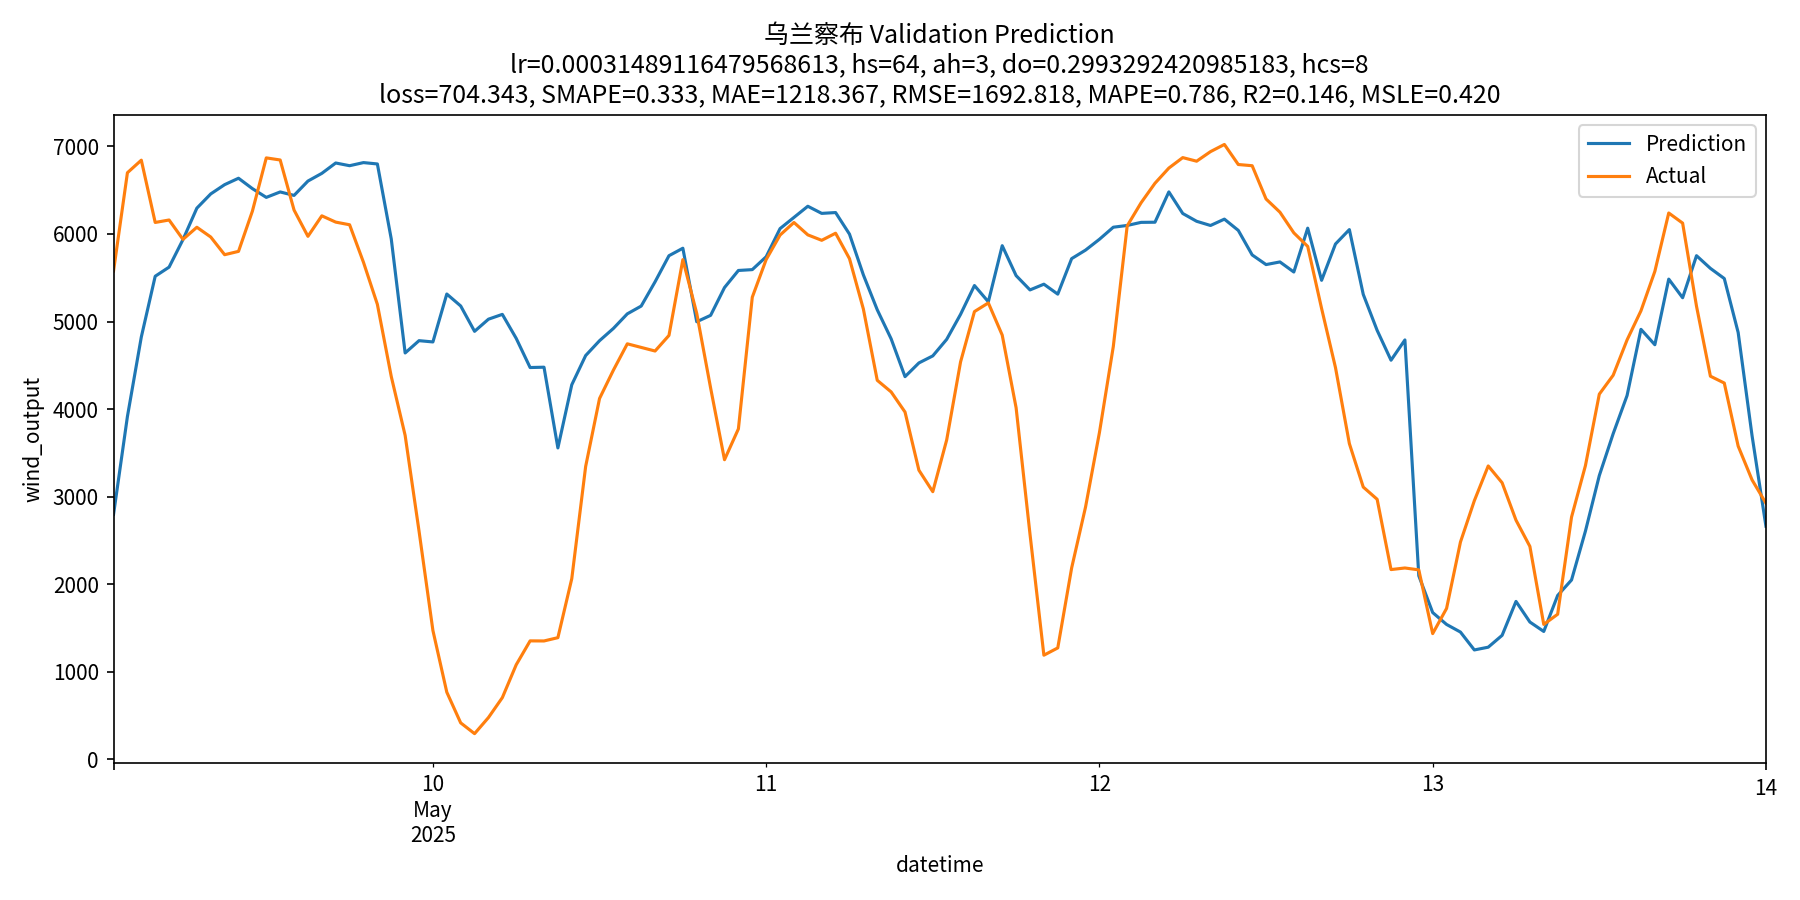 乌兰察布 Validation Prediction
lr=0.00031489116479568613, hs=64, ah=3, do=0.2993292420985183, hcs=8
loss=704.343, SMAPE=0.333, MAE=1218.367, RMSE=1692.818, MAPE=0.786, R2=0.146, MSLE=0.420
Prediction
Actual
7000
6000
5000
4000
3000
2000
1000
0
wind_output
10
May
2025
11
12
13
14
datetime